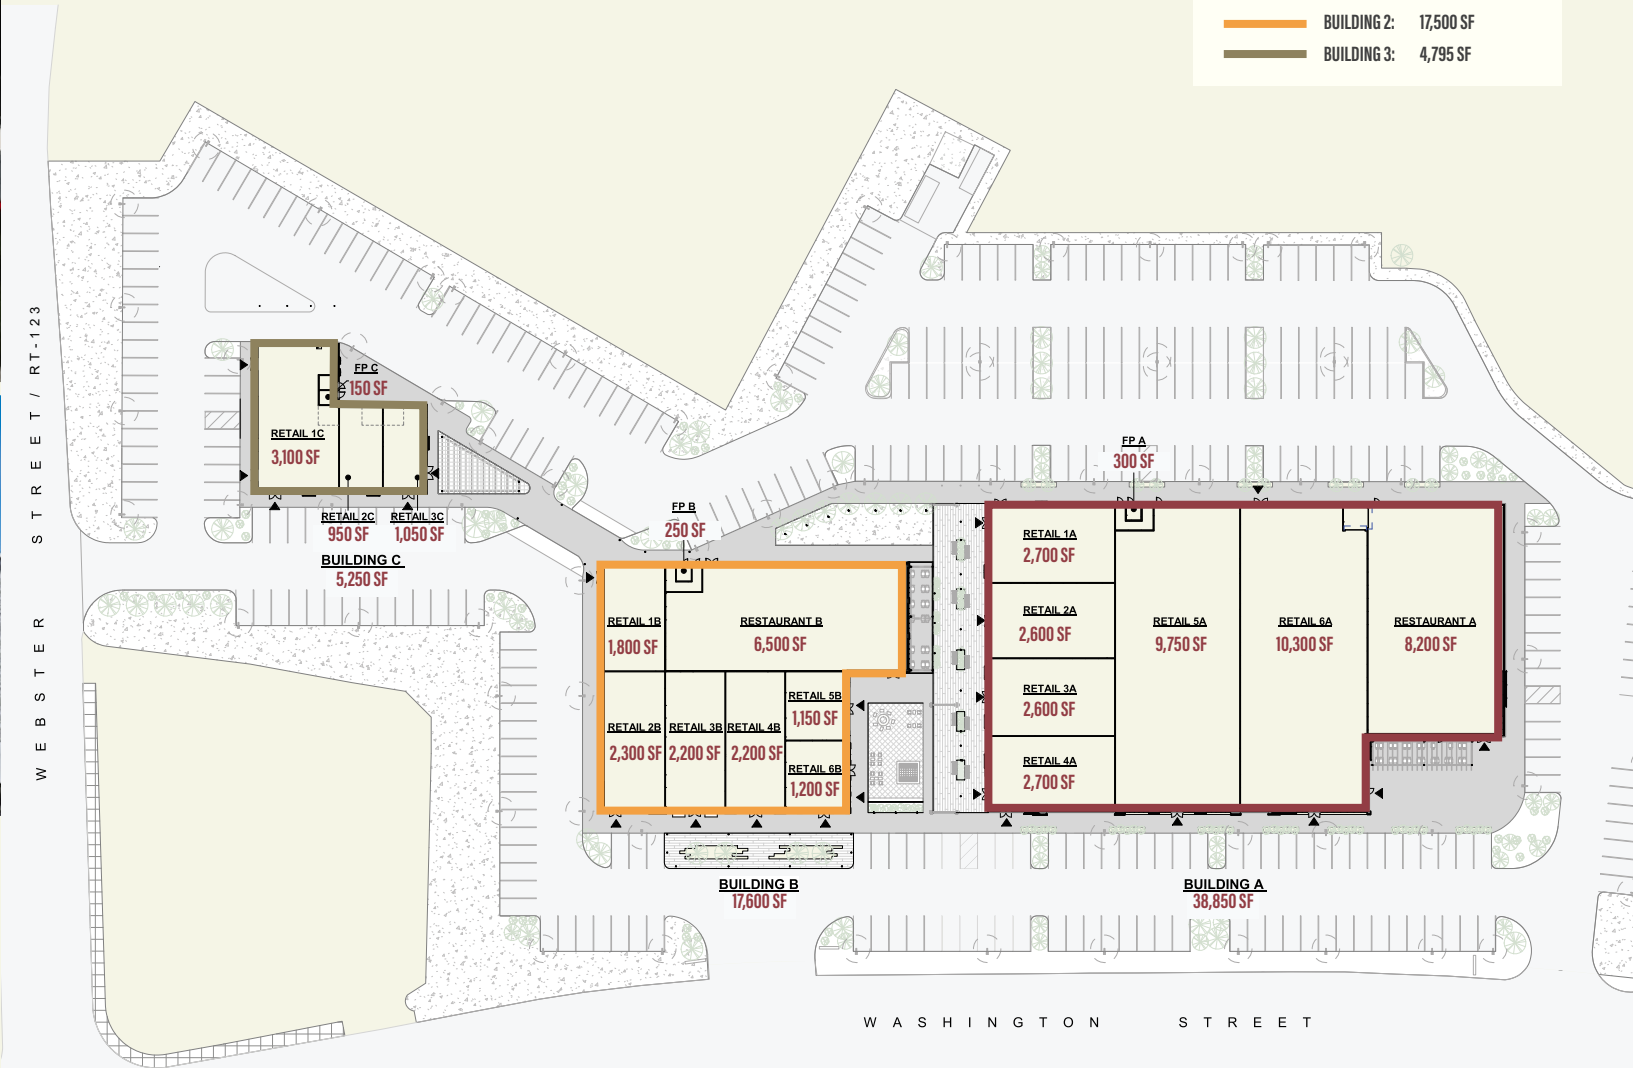 BUILDING 2: 17,500 SF
BUILDING 3: 4,795 SF
WEBSTER STREET/RT-123
FP C
150 SF
RETAIL 1C
3,100 SF
RETAIL 2C
950 SF
RETAIL 3C
1,050 SF
BUILDING C
5,250 SF
FP B
250 SF
RETAIL 1B
1,800 SF
RESTAURANT B
6,500 SF
RETAIL 2B
2,300 SF
RETAIL 3B
2,200 SF
RETAIL 4B
2,200 SF
RETAIL 5B
1,150 SF
RETAIL 6B
1,200 SF
BUILDING B
17,600 SF
FP A
300 SF
RETAIL 1A
2,700 SF
RETAIL 2A
2,600 SF
RETAIL 3A
2,600 SF
RETAIL 4A
2,700 SF
RETAIL 5A
9,750 SF
RETAIL 6A
10,300 SF
RESTAURANT A
8,200 SF
BUILDING A
38,850 SF
WASHINGTON STREET